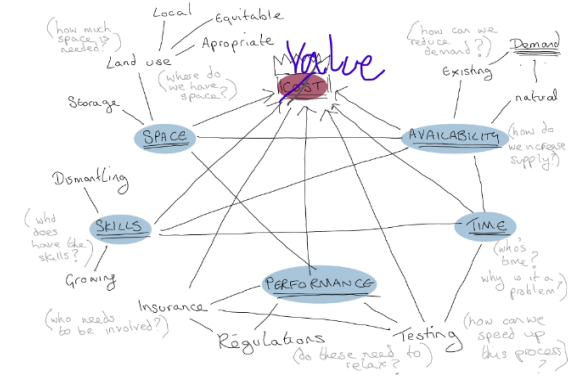 Local
Equitable
Apropriate
(how much
space is
needed?)
Land use
(where do
we have
space?)
Storage
SPACE
Value
COST
(how can we
reduce
demand?)
Demand
Existing
natural
AVAILABILITY
(how do
we increase
supply?)
Dismantling
SKILLS
(who
does
have the
skills?)
Growing
TIME
(who's
time?
why is it a
problem?)
PERFORMANCE
Insurance
(who needs
to be involved?)
Regulations
(do these need to
relax?)
Testing
(how can we
speed up
this process
?)